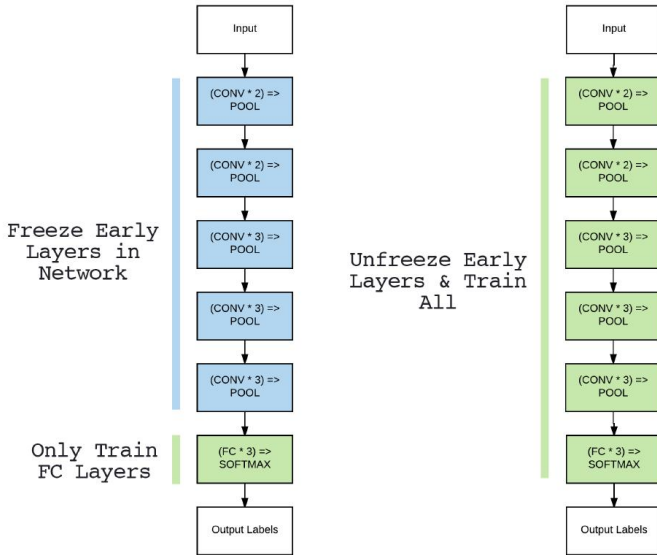 Input
(CONV * 2) =>
POOL
(CONV * 2) =>
POOL
(CONV * 3) =>
POOL
(CONV * 3) =>
POOL
(CONV * 3) =>
POOL
(FC * 3) =>
SOFTMAX
Output Labels
Freeze Early
Layers in
Network
Only Train
FC Layers
Input
(CONV * 2) =>
POOL
(CONV * 2) =>
POOL
(CONV * 3) =>
POOL
(CONV * 3) =>
POOL
(CONV * 3) =>
POOL
(FC * 3) =>
SOFTMAX
Output Labels
Unfreeze Early
Layers & Train
All